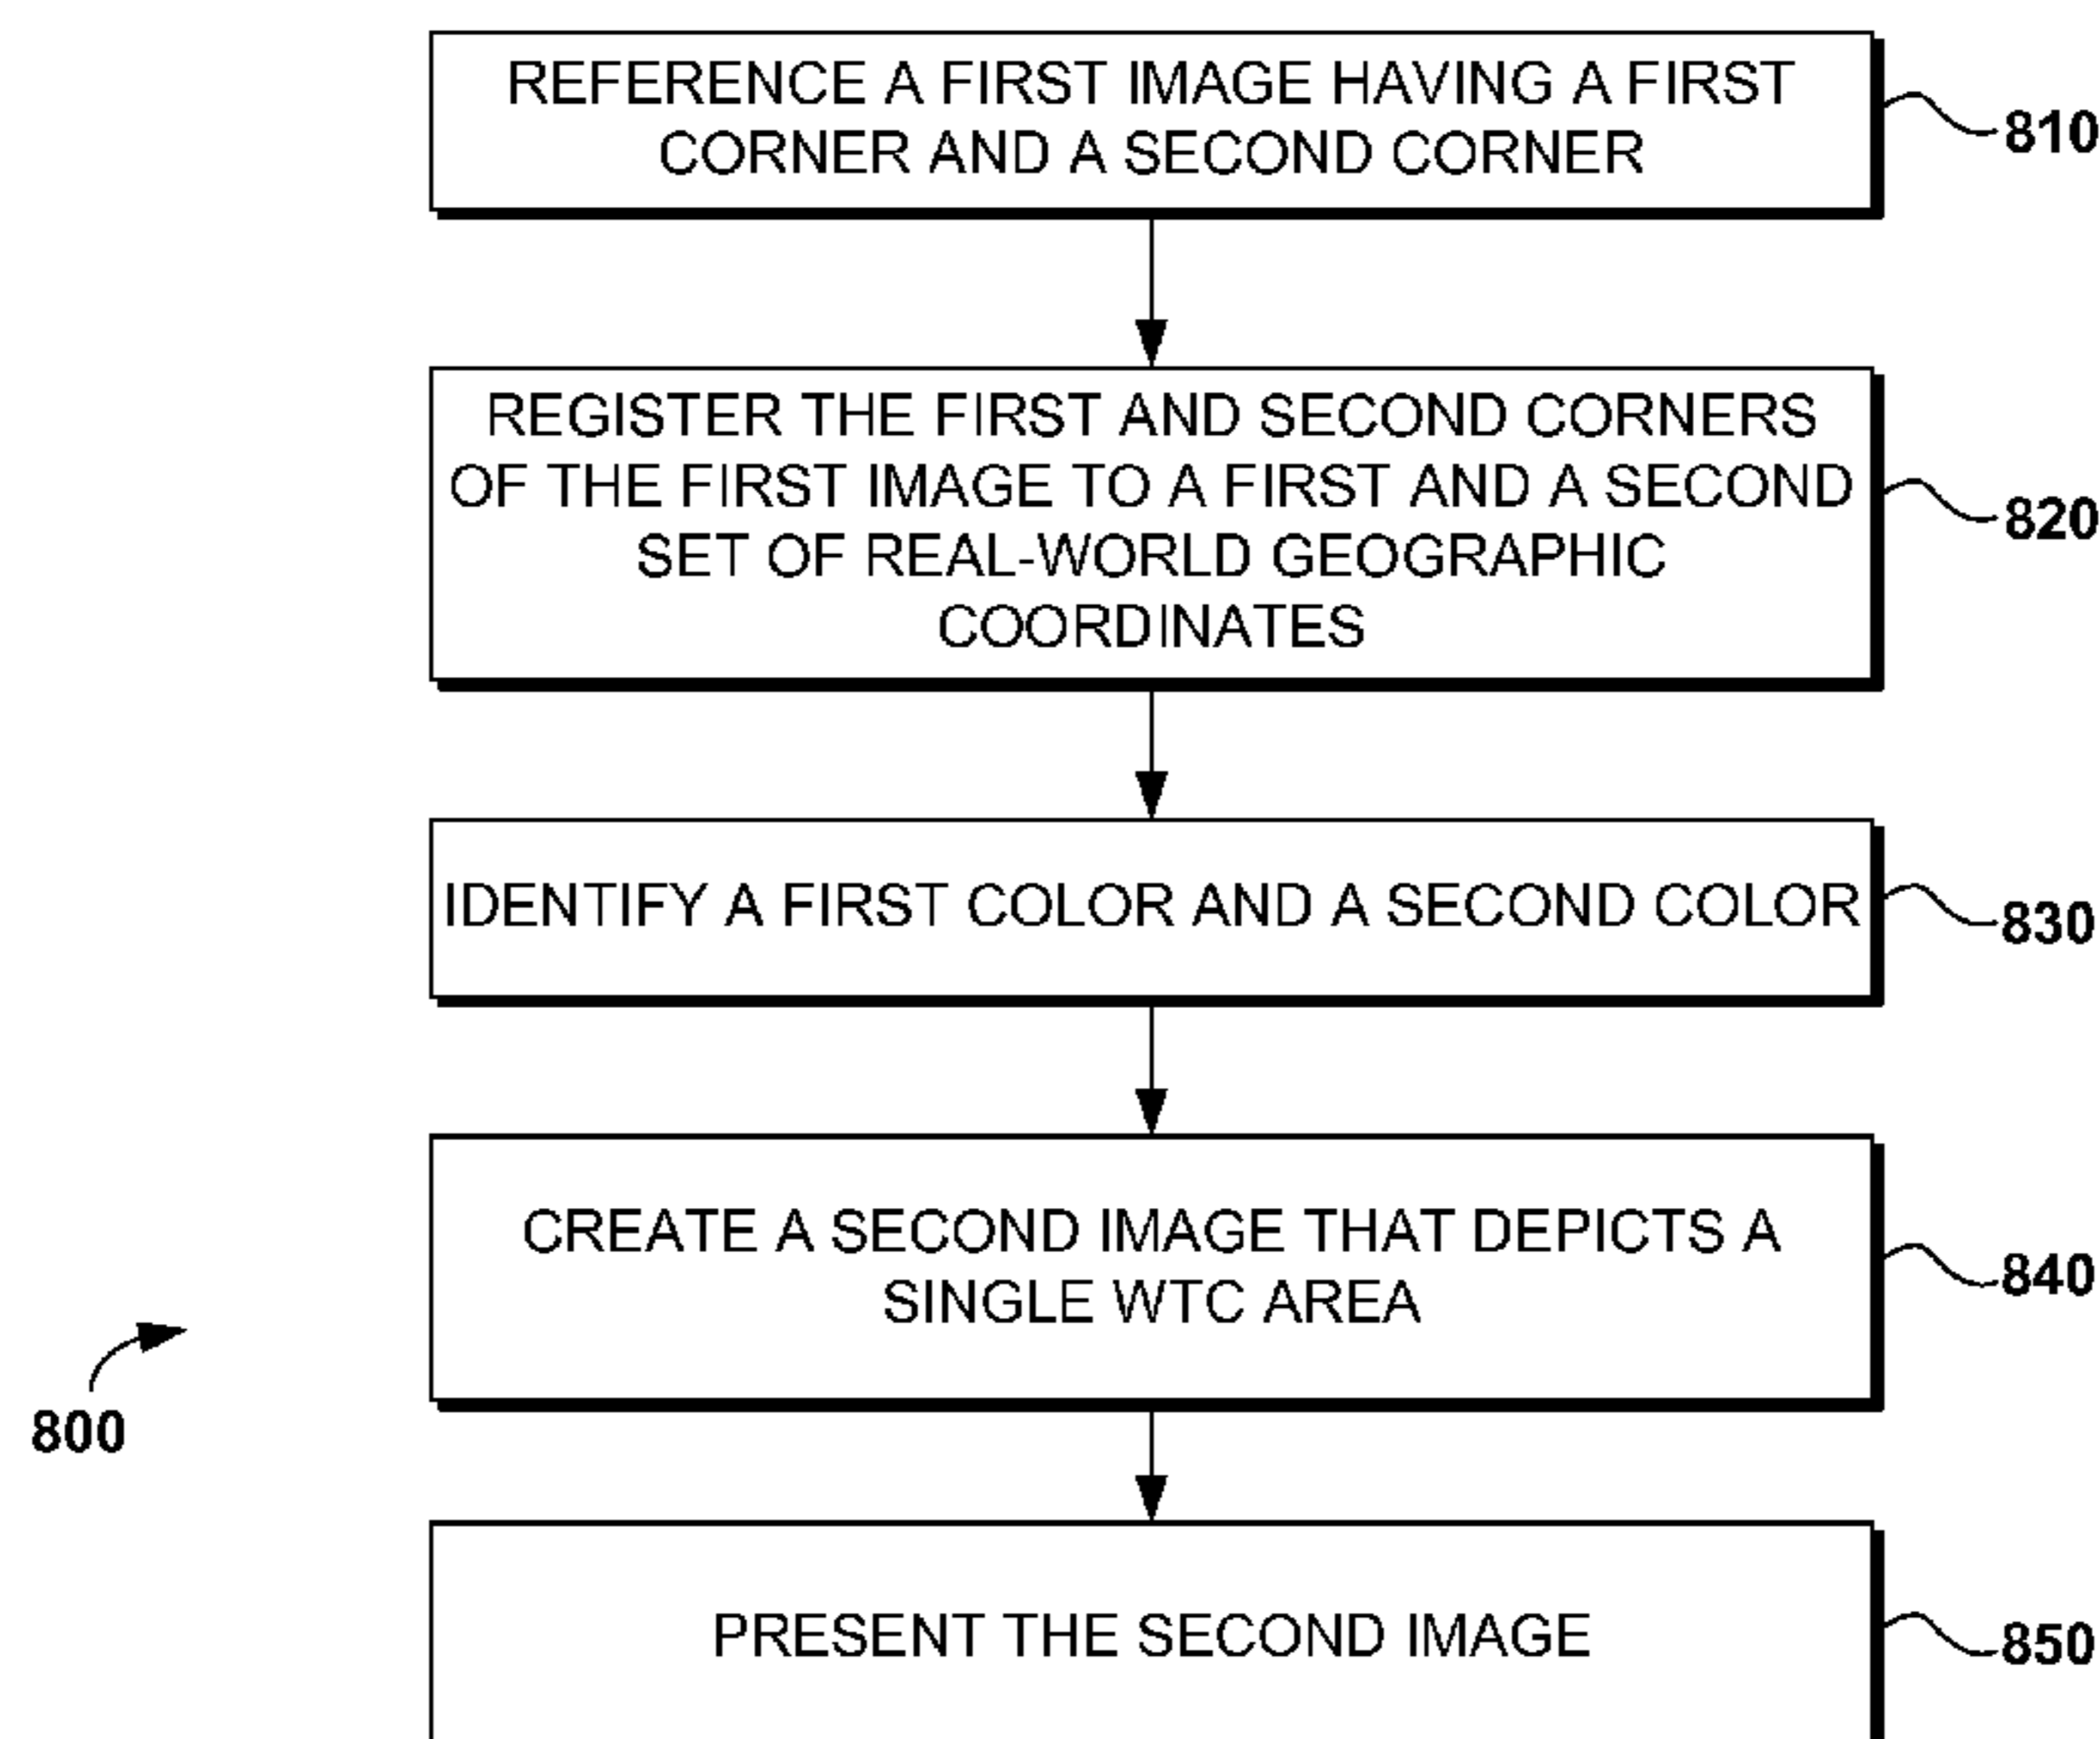 REFERENCE A FIRST IMAGE HAVING A FIRST
CORNER AND A SECOND CORNER
810
REGISTER THE FIRST AND SECOND CORNERS
OF THE FIRST IMAGE TO A FIRST AND A SECOND
SET OF REAL-WORLD GEOGRAPHIC
COORDINATES
820
IDENTIFY A FIRST COLOR AND A SECOND COLOR
830
CREATE A SECOND IMAGE THAT DEPICTS A
SINGLE WTC AREA
840
800
PRESENT THE SECOND IMAGE
850